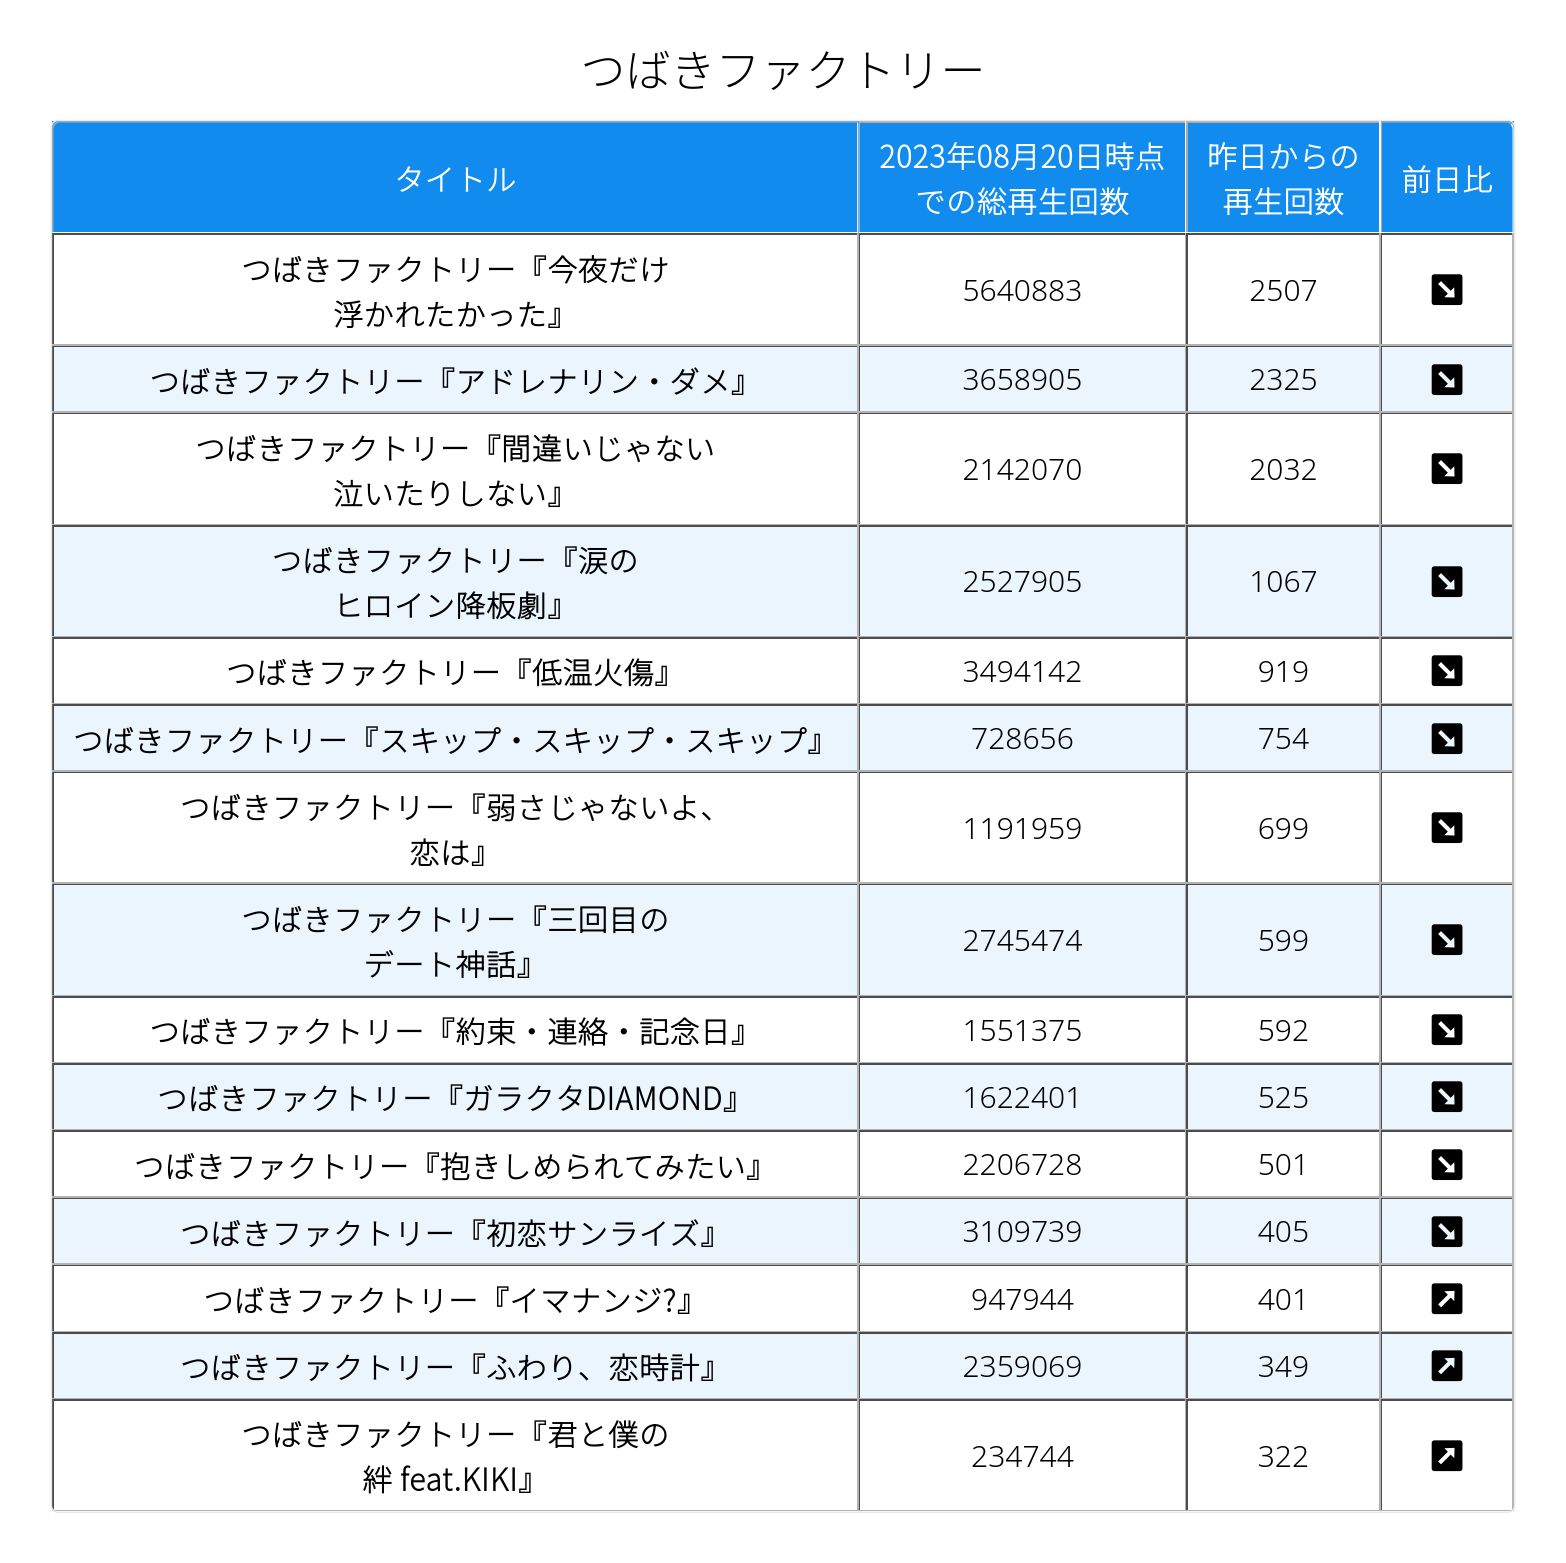 つばきファクトリー
タイトル
2023年08月20日時点
での総再生回数
昨日からの
再生回数
前日比
つばきファクトリー『今夜だけ
浮かれたかった』
5640883
2507
つばきファクトリー『アドレナリン・ダメ』
3658905
2325
つばきファクトリー『間違いじゃない
泣いたりしない』
2142070
2032
つばきファクトリー『涙の
ヒロイン降板劇』
2527905
1067
つばきファクトリー『低温火傷』
3494142
919
つばきファクトリー『スキップ・スキップ・スキップ』
728656
754
つばきファクトリー『弱さじゃないよ、
恋は』
1191959
699
つばきファクトリー『三回目の
デート神話』
2745474
599
つばきファクトリー『約束・連絡・記念日』
1551375
592
つばきファクトリー『ガラクタDIAMOND』
1622401
525
つばきファクトリー『抱きしめられてみたい』
2206728
501
つばきファクトリー『初恋サンライズ』
3109739
405
つばきファクトリー『イマナンジ?』
947944
401
つばきファクトリー『ふわり、恋時計』
2359069
349
つばきファクトリー『君と僕の
絆 feat.KIKI』
234744
322